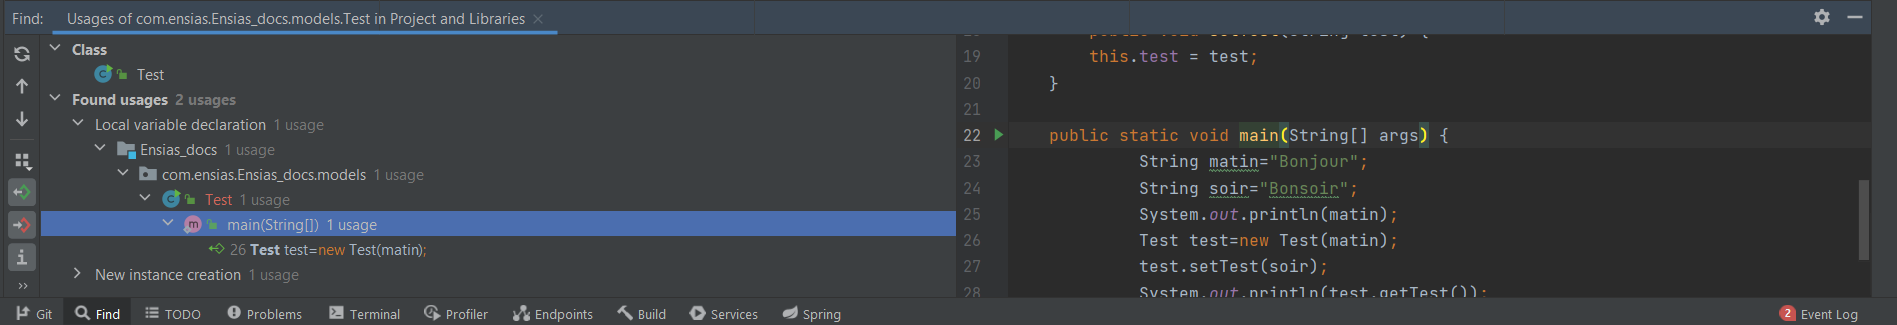 Find: Usages of com.ensias.Ensias_docs.models.Test in Project and Libraries
Class
Test
Found usages 2 usages
Local variable declaration 1 usage
Ensias_docs 1 usage
com.ensias.Ensias_docs.models 1 usage
Test 1 usage
main(String[]) 1 usage
26 Test test=new Test(matin);
New instance creation 1 usage
19 this.test = test;
20 }
21
22 public static void main(String[] args) {
23 String matin="Bonjour";
24 String soir="Bonsoir";
25 System.out.println(matin);
26 Test test=new Test(matin);
27 test.setTest(soir);
28 System.out.println(test.getTest());
Git Find TODO Problems Terminal Profiler Endpoints Build Services Spring 2 Event Log